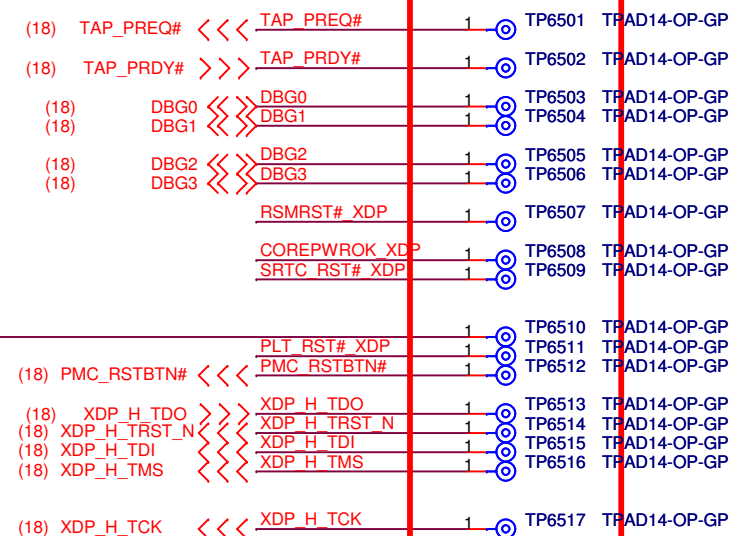 (18) TAP_PREQ# TAP_PREQ# 1 TP6501 TPAD14-OP-GP
(18) TAP_PRDY# TAP_PRDY# 1 TP6502 TPAD14-OP-GP
(18) DBG0 DBG0 1 TP6503 TPAD14-OP-GP
(18) DBG1 DBG1 1 TP6504 TPAD14-OP-GP
(18) DBG2 DBG2 1 TP6505 TPAD14-OP-GP
(18) DBG3 DBG3 1 TP6506 TPAD14-OP-GP
RSMRST#_XDP 1 TP6507 TPAD14-OP-GP
COREPWROK_XDP 1 TP6508 TPAD14-OP-GP
SRTC_RST#_XDP 1 TP6509 TPAD14-OP-GP
1 TP6510 TPAD14-OP-GP
PLT_RST#_XDP 1 TP6511 TPAD14-OP-GP
(18) PMC_RSTBTN# PMC_RSTBTN# 1 TP6512 TPAD14-OP-GP
(18) XDP_H_TDO XDP_H_TDO 1 TP6513 TPAD14-OP-GP
(18) XDP_H_TRST_N XDP_H_TRST_N 1 TP6514 TPAD14-OP-GP
(18) XDP_H_TDI XDP_H_TDI 1 TP6515 TPAD14-OP-GP
(18) XDP_H_TMS XDP_H_TMS 1 TP6516 TPAD14-OP-GP
(18) XDP_H_TCK XDP_H_TCK 1 TP6517 TPAD14-OP-GP